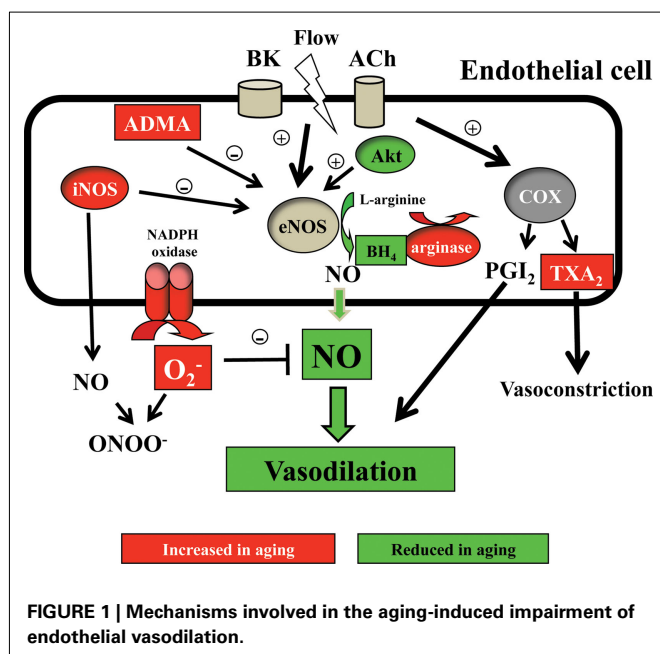 BK
Flow
ACh
Endothelial cell
ADMA
+
+
-
+
Akt
iNOS
-
L-arginine
COX
eNOS
NADPH
oxidase
BH₄
arginase
NO
PGI₂
TXA₂
O₂⁻
-
NO
NO
Vasoconstriction
ONOO⁻
Vasodilation
Increased in aging
Reduced in aging
FIGURE 1 | Mechanisms involved in the aging-induced impairment of
endothelial vasodilation.